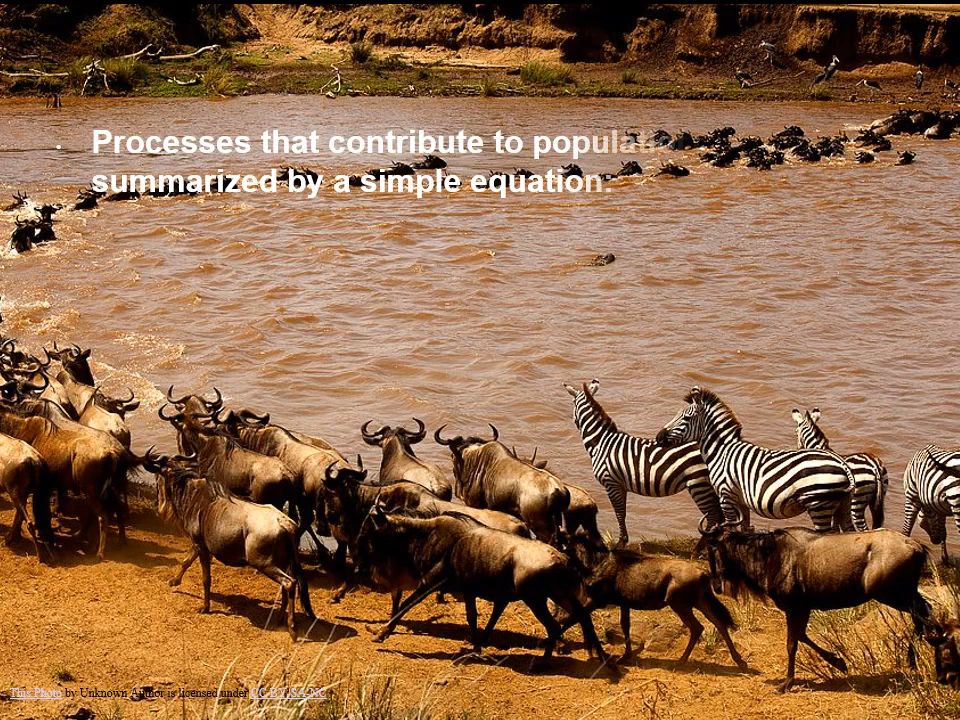 • Processes that contribute to population
summarized by a simple equation.
This Photo by Unknown Author is licensed under CC BY-SA-NC